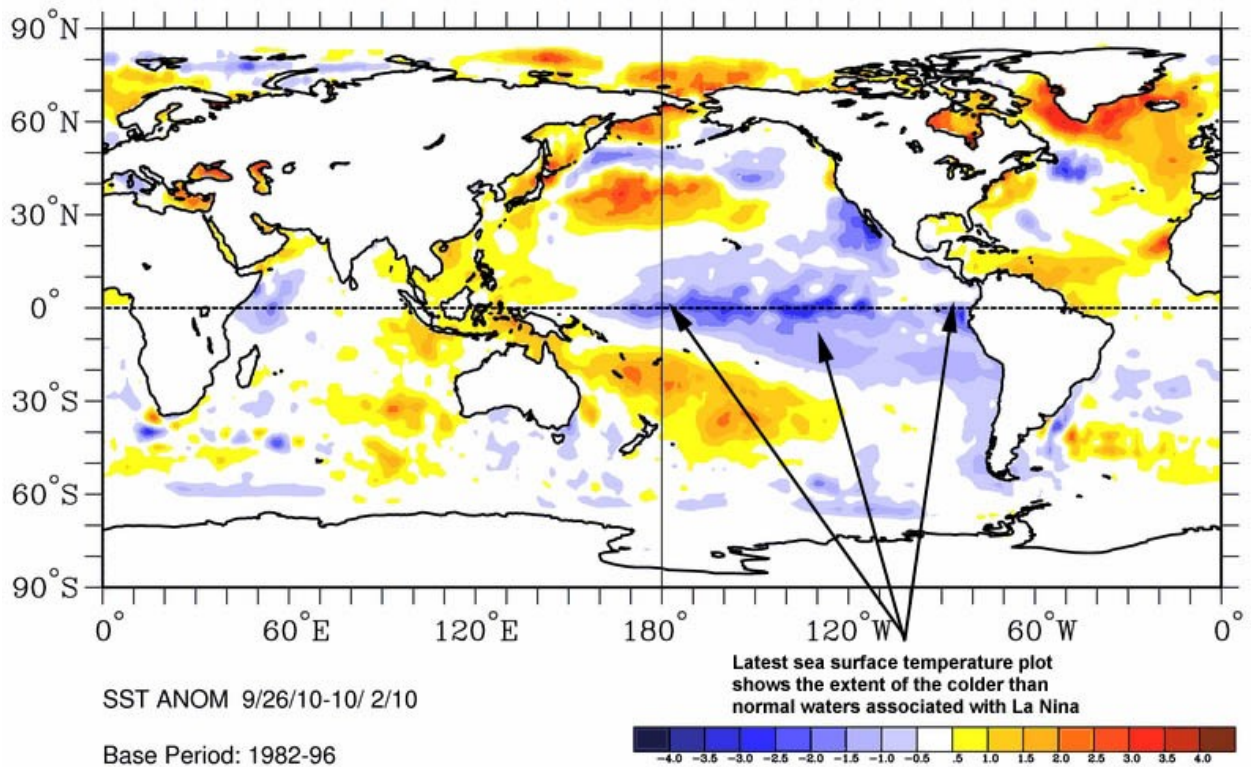 90°N
60°N
30°N
0°
30°S
60°S
90°S
0° 60°E 120°E 180° 120°W 60°W 0°
Latest sea surface temperature plot
shows the extent of the colder than
normal waters associated with La Nina
SST ANOM 9/26/10-10/ 2/10
Base Period: 1982-96
-4.0 -3.5 -3.0 -2.5 -2.0 -1.5 -1.0 -0.5 .5 1.0 1.5 2.0 2.5 3.0 3.5 4.0